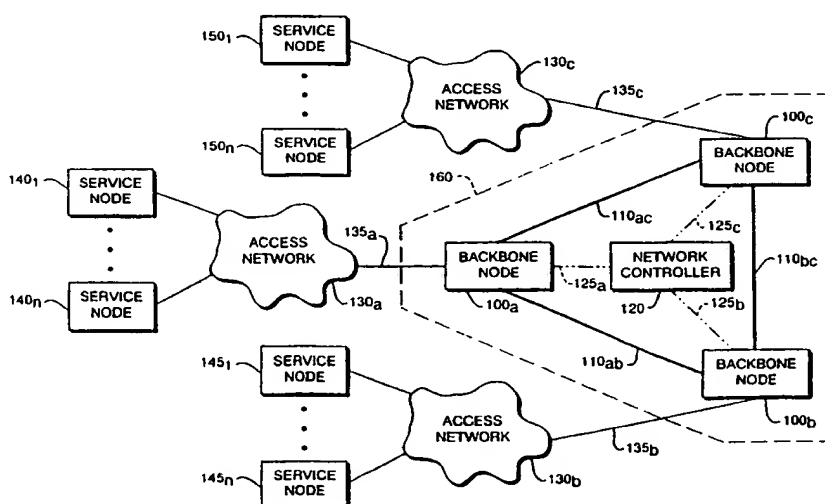 150₁
SERVICE
NODE
150n
SERVICE
NODE
ACCESS
NETWORK
130c
135c
100c
BACKBONE
NODE
160
110ac
125c
110bc
140₁
SERVICE
NODE
140n
SERVICE
NODE
ACCESS
NETWORK
130a
135a
BACKBONE
NODE
100a
125a
NETWORK
CONTROLLER
120
125b
110ab
BACKBONE
NODE
100b
145₁
SERVICE
NODE
145n
SERVICE
NODE
ACCESS
NETWORK
130b
135b